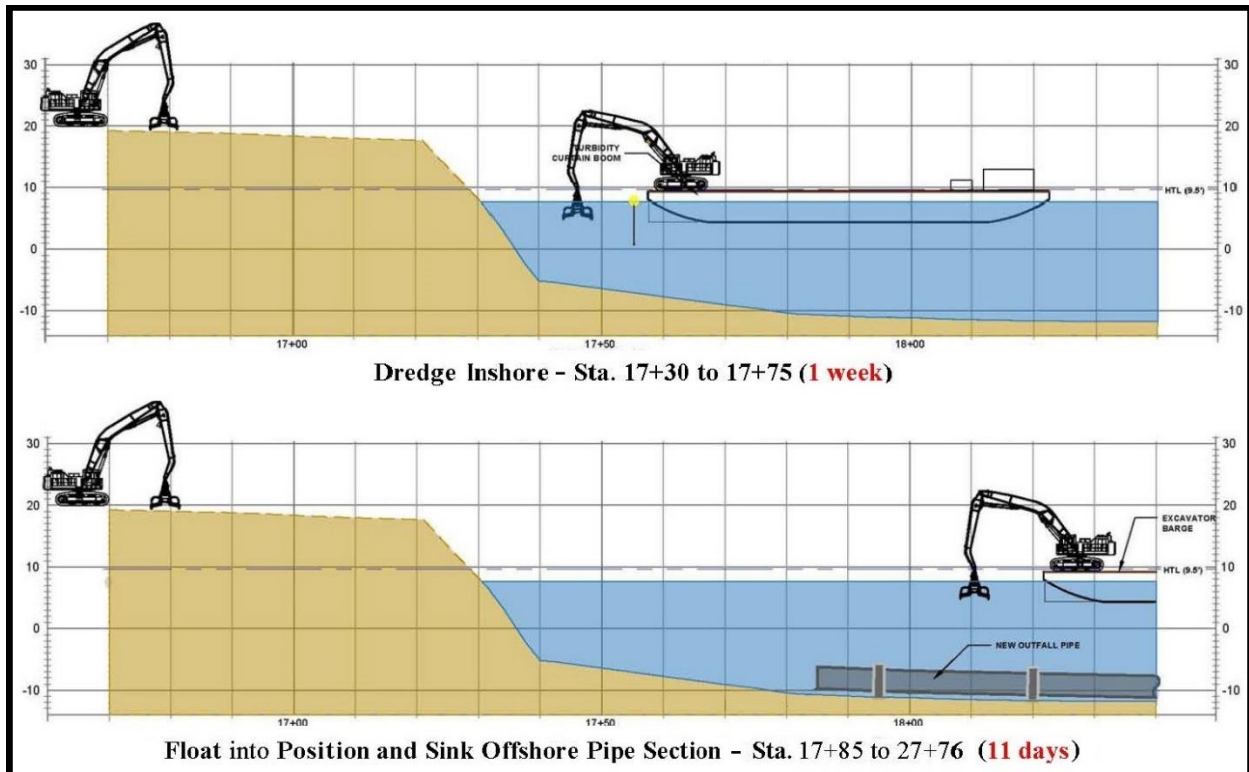 30
30
20
20
TURBIDITY
CURTAIN BOOM
10
HTL (9.5')
10
0
0
-10
-10
17+00
17+50
18+00
Dredge Inshore – Sta. 17+30 to 17+75 (1 week)
30
30
20
20
EXCAVATOR
BARGE
10
HTL (9.5')
10
0
0
NEW OUTFALL PIPE
-10
-10
17+00
17+50
18+00
Float into Position and Sink Offshore Pipe Section – Sta. 17+85 to 27+76 (11 days)